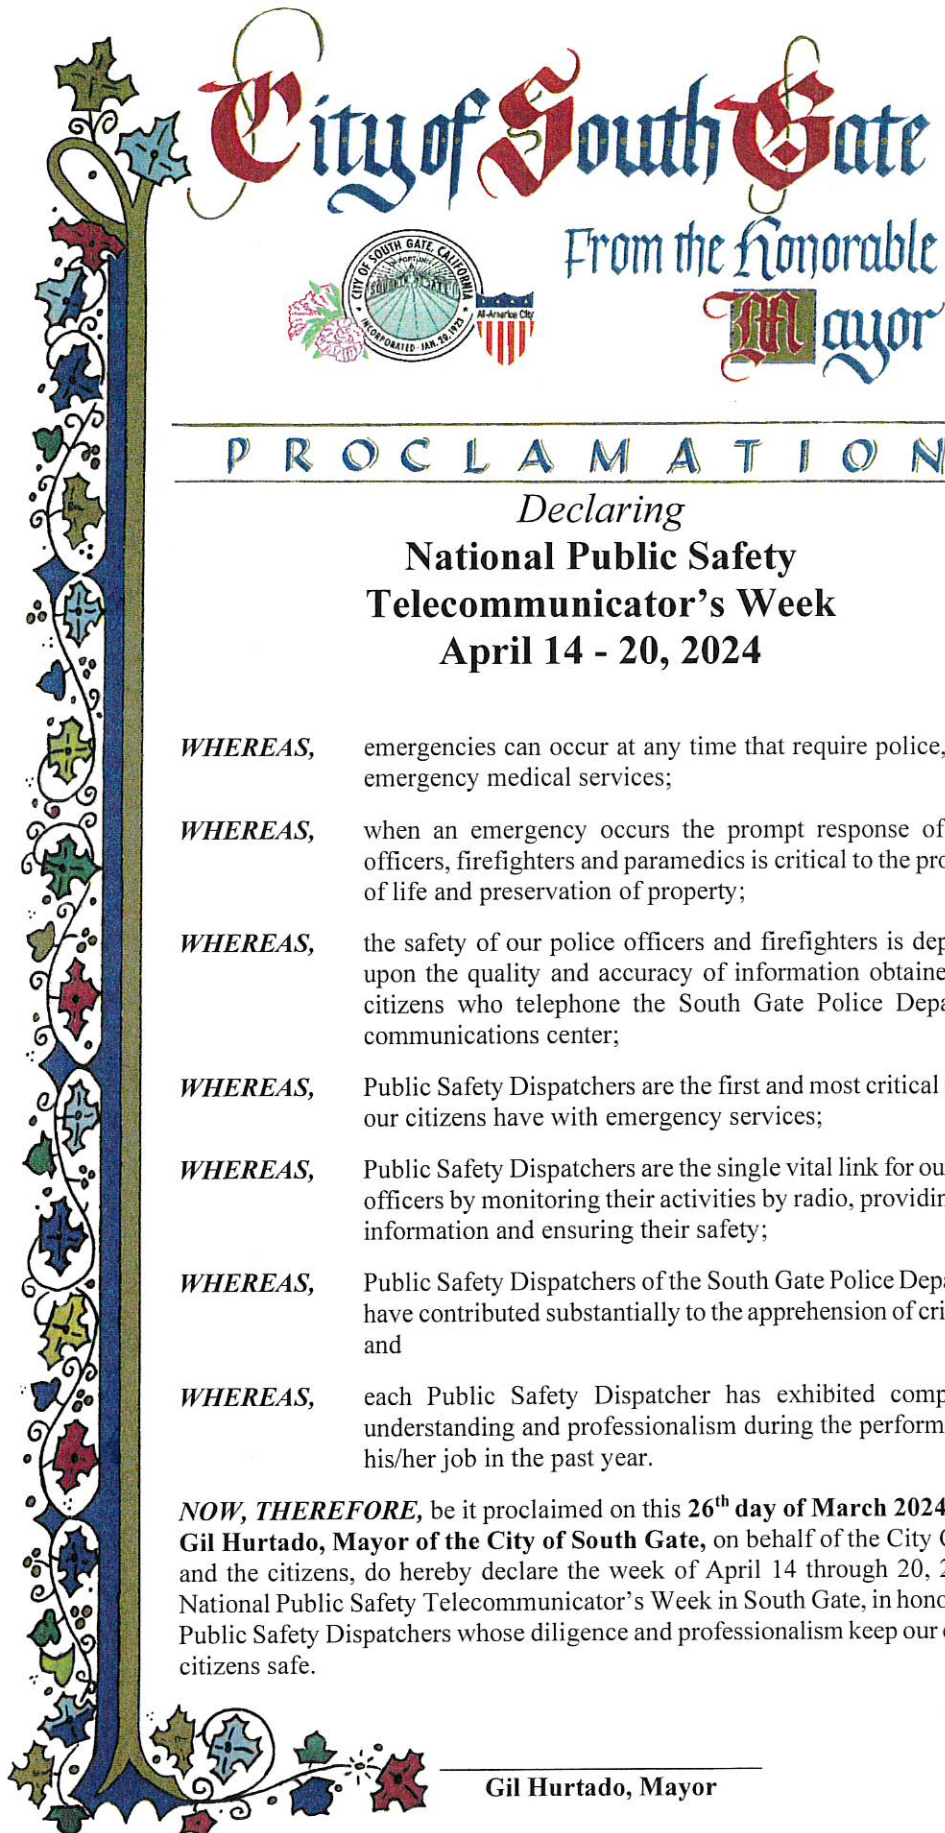 City of South Gate
From the Honorable
Mayor
CITY OF SOUTH GATE, CALIFORNIA
SOUTH GATE
INCORPORATED - JAN. 20, 1923
All-America City
PROCLAMATION
Declaring
National Public Safety
Telecommunicator’s Week
April 14 - 20, 2024
WHEREAS, emergencies can occur at any time that require police,
emergency medical services;
WHEREAS, when an emergency occurs the prompt response of
officers, firefighters and paramedics is critical to the pro
of life and preservation of property;
WHEREAS, the safety of our police officers and firefighters is dep
upon the quality and accuracy of information obtaine
citizens who telephone the South Gate Police Depa
communications center;
WHEREAS, Public Safety Dispatchers are the first and most critical
our citizens have with emergency services;
WHEREAS, Public Safety Dispatchers are the single vital link for ou
officers by monitoring their activities by radio, providin
information and ensuring their safety;
WHEREAS, Public Safety Dispatchers of the South Gate Police Depa
have contributed substantially to the apprehension of cri
and
WHEREAS, each Public Safety Dispatcher has exhibited comp
understanding and professionalism during the perform
his/her job in the past year.
NOW, THEREFORE, be it proclaimed on this 26th day of March 2024
Gil Hurtado, Mayor of the City of South Gate, on behalf of the City
and the citizens, do hereby declare the week of April 14 through 20, 2
National Public Safety Telecommunicator’s Week in South Gate, in hono
Public Safety Dispatchers whose diligence and professionalism keep our
citizens safe.
Gil Hurtado, Mayor